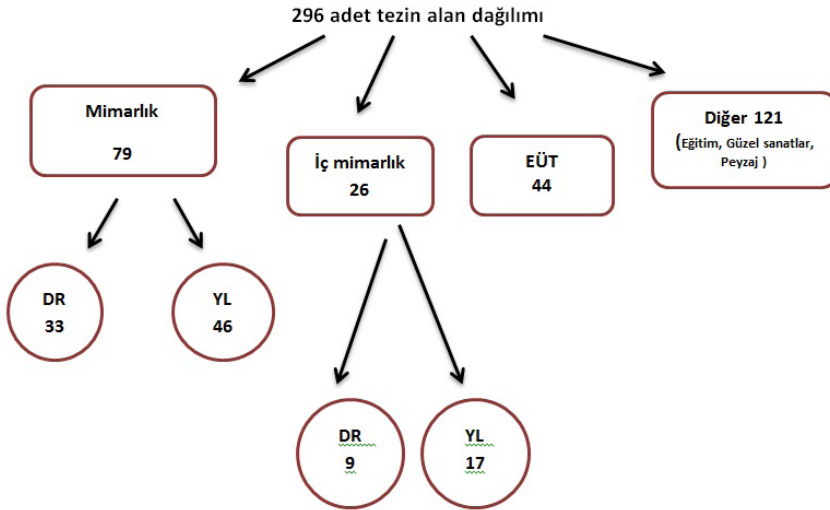 296 adet tezin alan dağılımı
Mimarlık
79
İç mimarlık
26
EÜT
44
Diğer 121
(Eğitim, Güzel sanatlar,
Peyzaj )
DR
33
YL
46
DR
9
YL
17